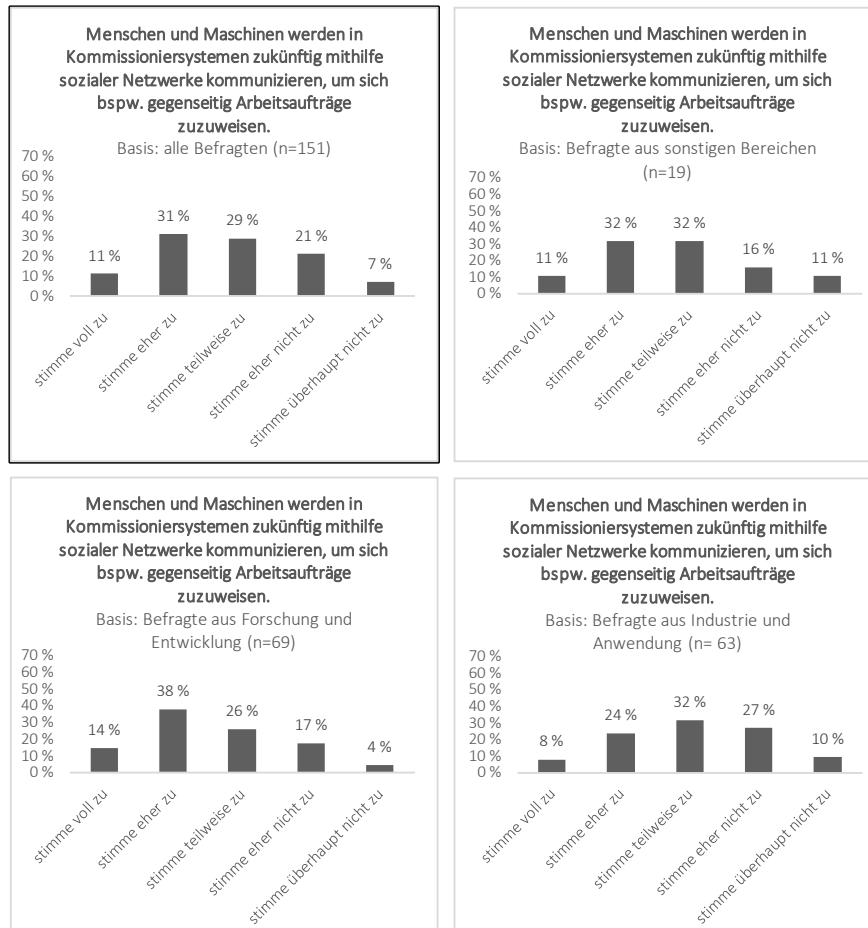 Menschen und Maschinen werden in
Kommissioniersystemen zukünftig mithilfe
sozialer Netzwerke kommunizieren, um sich
bspw. gegenseitig Arbeitsaufträge
zuzuweisen.
Basis: alle Befragten (n=151)
70 %
60 %
50 %
40 %
30 %
20 %
10 %
0 %
11 %
31 %
29 %
21 %
7 %
stimme voll zu
stimme eher zu
stimme teilweise zu
stimme eher nicht zu
stimme überhaupt nicht zu
Menschen und Maschinen werden in
Kommissioniersystemen zukünftig mithilfe
sozialer Netzwerke kommunizieren, um sich
bspw. gegenseitig Arbeitsaufträge
zuzuweisen.
Basis: Befragte aus sonstigen Bereichen
(n=19)
70 %
60 %
50 %
40 %
30 %
20 %
10 %
0 %
11 %
32 %
32 %
16 %
11 %
stimme voll zu
stimme eher zu
stimme teilweise zu
stimme eher nicht zu
stimme überhaupt nicht zu
Menschen und Maschinen werden in
Kommissioniersystemen zukünftig mithilfe
sozialer Netzwerke kommunizieren, um sich
bspw. gegenseitig Arbeitsaufträge
zuzuweisen.
Basis: Befragte aus Forschung und
Entwicklung (n=69)
70 %
60 %
50 %
40 %
30 %
20 %
10 %
0 %
14 %
38 %
26 %
17 %
4 %
stimme voll zu
stimme eher zu
stimme teilweise zu
stimme eher nicht zu
stimme überhaupt nicht zu
Menschen und Maschinen werden in
Kommissioniersystemen zukünftig mithilfe
sozialer Netzwerke kommunizieren, um sich
bspw. gegenseitig Arbeitsaufträge
zuzuweisen.
Basis: Befragte aus Industrie und
Anwendung (n= 63)
70 %
60 %
50 %
40 %
30 %
20 %
10 %
0 %
8 %
24 %
32 %
27 %
10 %
stimme voll zu
stimme eher zu
stimme teilweise zu
stimme eher nicht zu
stimme überhaupt nicht zu